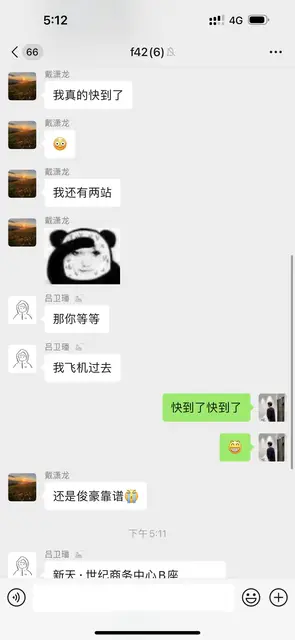 5:12
4G
66
f42(6)
戴潇龙
我真的快到了
戴潇龙
戴潇龙
我还有两站
戴潇龙
吕卫璠
那你等等
吕卫璠
我飞机过去
快到了快到了
戴潇龙
还是俊豪靠谱
下午5:11
吕卫璠
新天·世纪商务中心B座